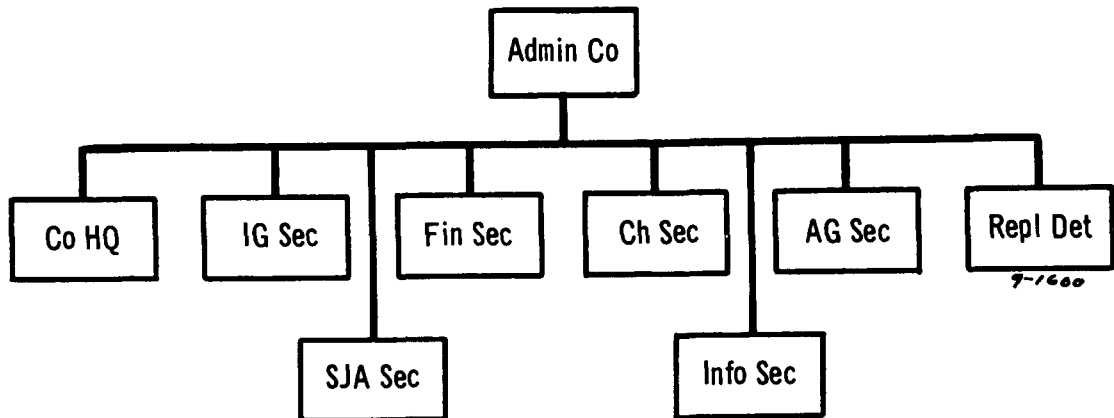 Admin Co
Co HQ
IG Sec
Fin Sec
Ch Sec
AG Sec
Repl Det
9-1600
SJA Sec
Info Sec